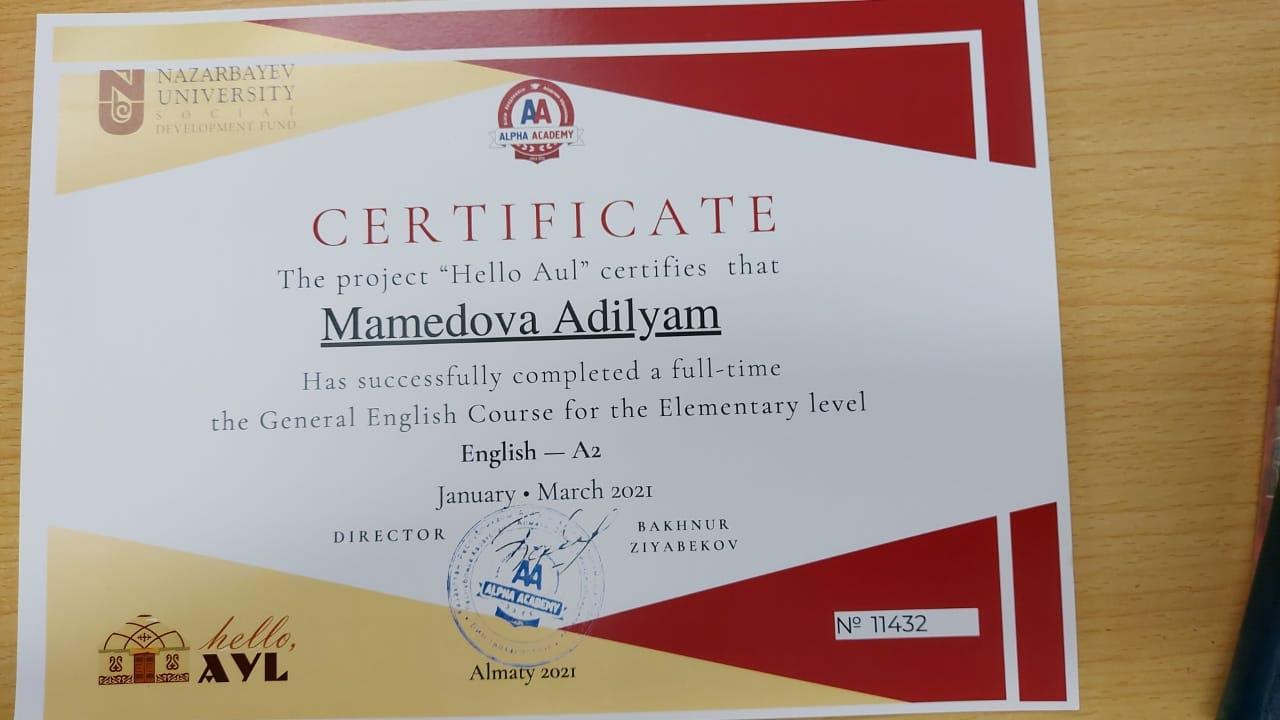 NAZARBAYEV
UNIVERSITY
SOCIAL
DEVELOPMENT FUND
AA
ALPHA ACADEMY
CERTIFICATE
The project “Hello Aul” certifies that
Mamedova Adilyam
Has successfully completed a full-time
the General English Course for the Elementary level
English — A2
January • March 2021
DIRECTOR
BAKHNUR
ZIYABEKOV
AA
ALPHA ACADEMY
hello,
AYL
Almaty 2021
№ 11432